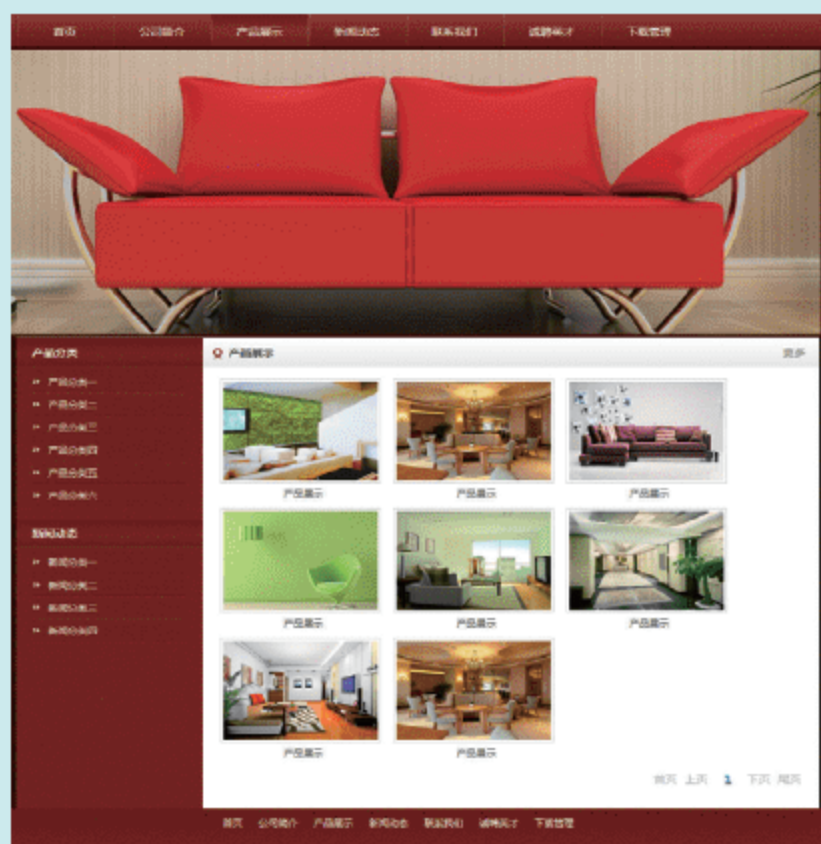 首页 公司简介 产品展示 新闻动态 联系我们 诚聘英才 下载管理
产品分类
产品分类一
产品分类二
产品分类三
产品分类四
产品分类五
产品分类六
新闻动态
新闻分类一
新闻分类二
新闻分类三
新闻分类四
产品展示 更多
产品展示 产品展示 产品展示
产品展示 产品展示 产品展示
产品展示 产品展示
首页 上页 1 下页 尾页
首页 公司简介 产品展示 新闻动态 联系我们 诚聘英才 下载管理